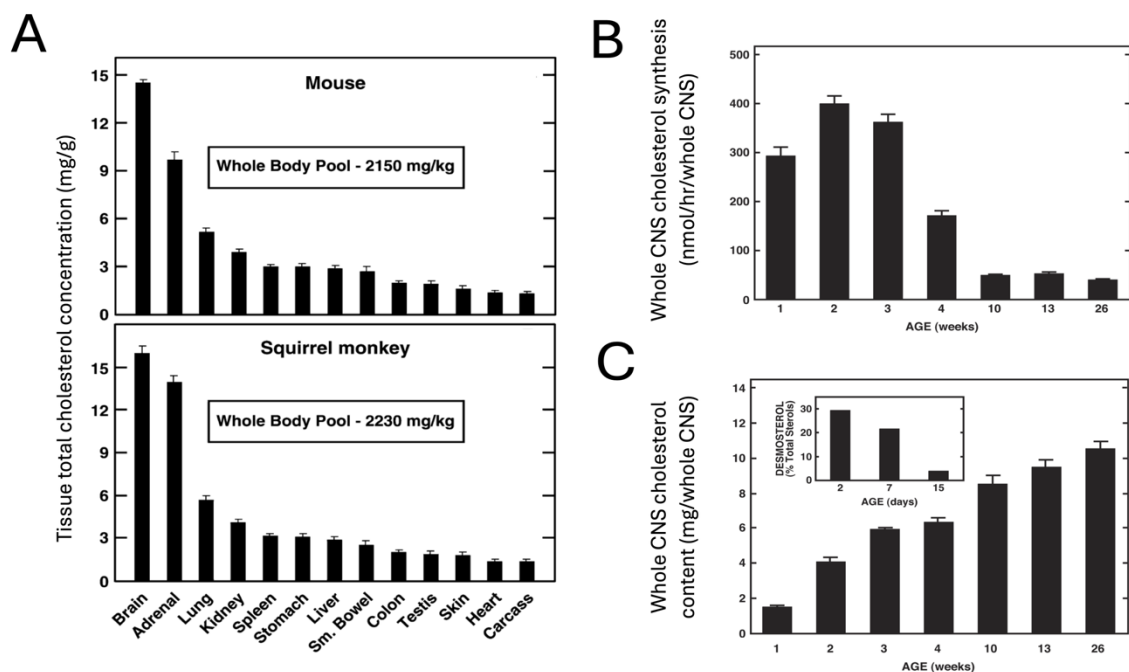 A
Tissue total cholesterol concentration (mg/g)
Mouse
Whole Body Pool - 2150 mg/kg
15
12
9
6
3
0
Squirrel monkey
Whole Body Pool - 2230 mg/kg
15
12
9
6
3
0
Brain
Adrenal
Lung
Kidney
Spleen
Stomach
Liver
Sm. Bowel
Colon
Testis
Skin
Heart
Carcass
B
Whole CNS cholesterol synthesis
(nmol/hr/whole CNS)
500
400
300
200
100
0
1 2 3 4 10 13 26
AGE (weeks)
C
Whole CNS cholesterol
content (mg/whole CNS)
14
12
10
8
6
4
2
0
DESMOSTEROL
(% Total Sterols)
30
20
10
0
2 7 15
AGE (days)
1 2 3 4 10 13 26
AGE (weeks)